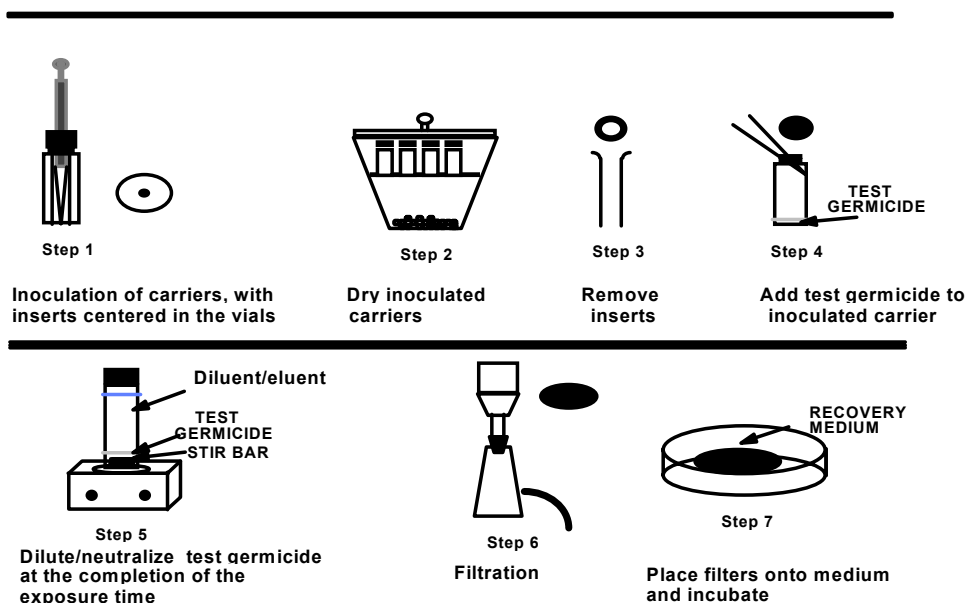 Step 1
Step 2
Step 3
Step 4
TEST
GERMICIDE
Inoculation of carriers, with
inserts centered in the vials
Dry inoculated
carriers
Remove
inserts
Add test germicide to
inoculated carrier
Diluent/eluent
TEST
GERMICIDE
STIR BAR
Step 5
Dilute/neutralize test germicide
at the completion of the
exposure time
Step 6
Filtration
RECOVERY
MEDIUM
Step 7
Place filters onto medium
and incubate